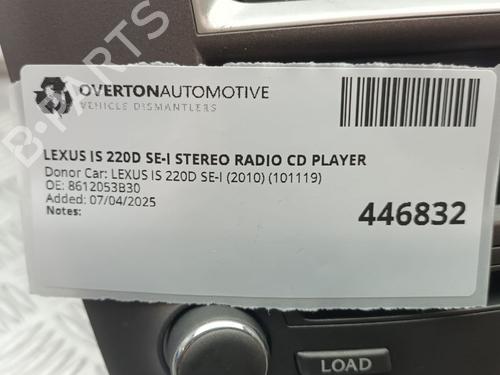 OVERTONAUTOMOTIVE
VEHICLE DISMANTLERS
B-PARTS
LEXUS IS 220D SE-I STEREO RADIO CD PLAYER
Donor Car: LEXUS IS 220D SE-I (2010) (101119)
OE: 8612053B30
Added: 07/04/2025
Notes:
446832
LOAD